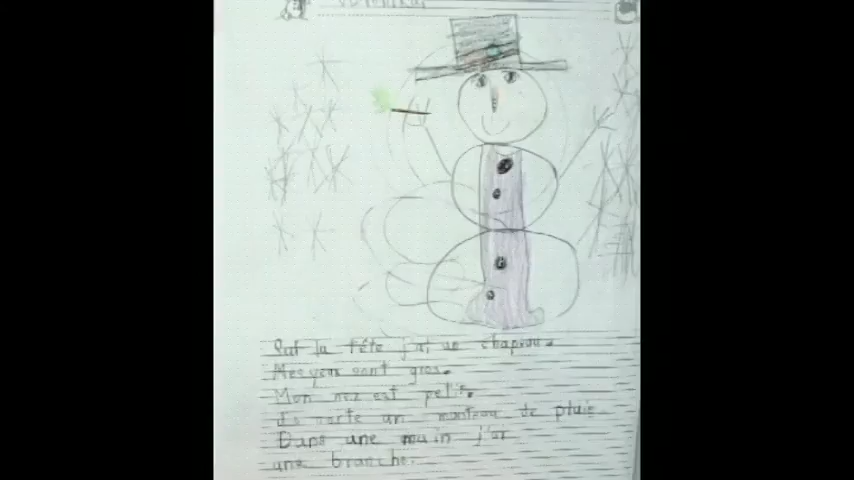 Sur la tête j'ai un chapeau.
Mes yeux sont gros.
Mon nez est petit.
Je porte un manteau de pluie
Dans une main j'ai
une branche.